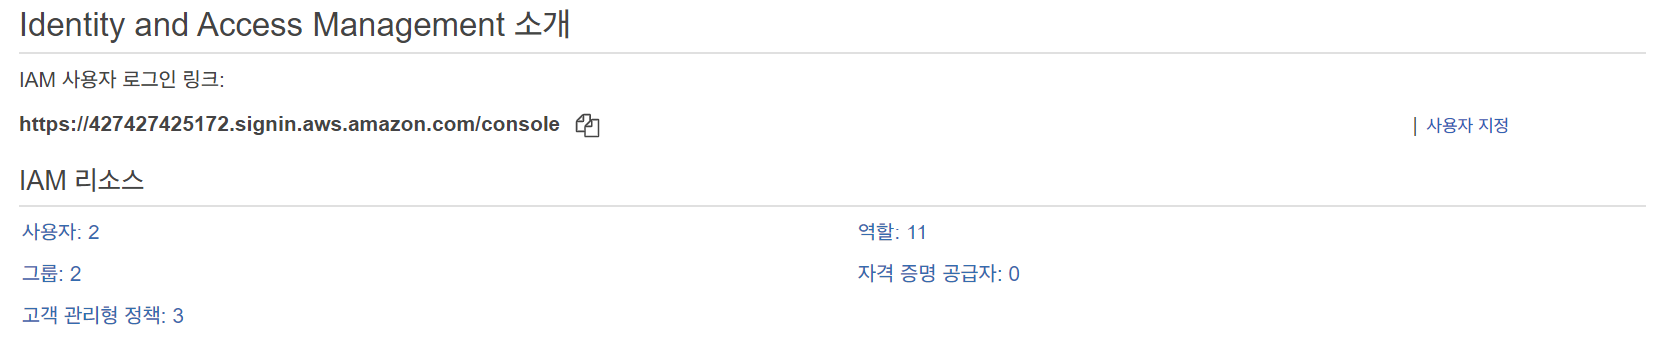 Identity and Access Management 소개
IAM 사용자 로그인 링크:
https://427427425172.signin.aws.amazon.com/console | 사용자 지정
IAM 리소스
사용자: 2 역할: 11
그룹: 2 자격 증명 공급자: 0
고객 관리형 정책: 3